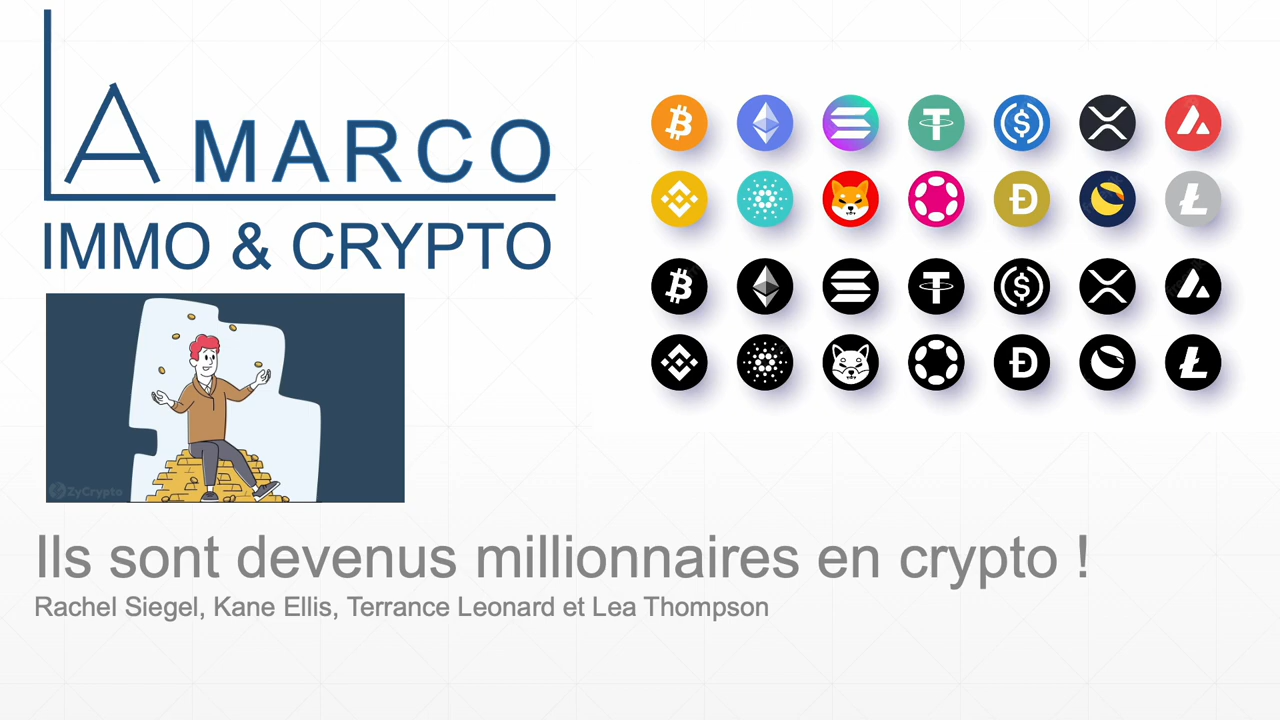 LA MARCO
IMMO & CRYPTO
ZyCrypto
Ils sont devenus millionnaires en crypto !
Rachel Siegel, Kane Ellis, Terrance Leonard et Lea Thompson